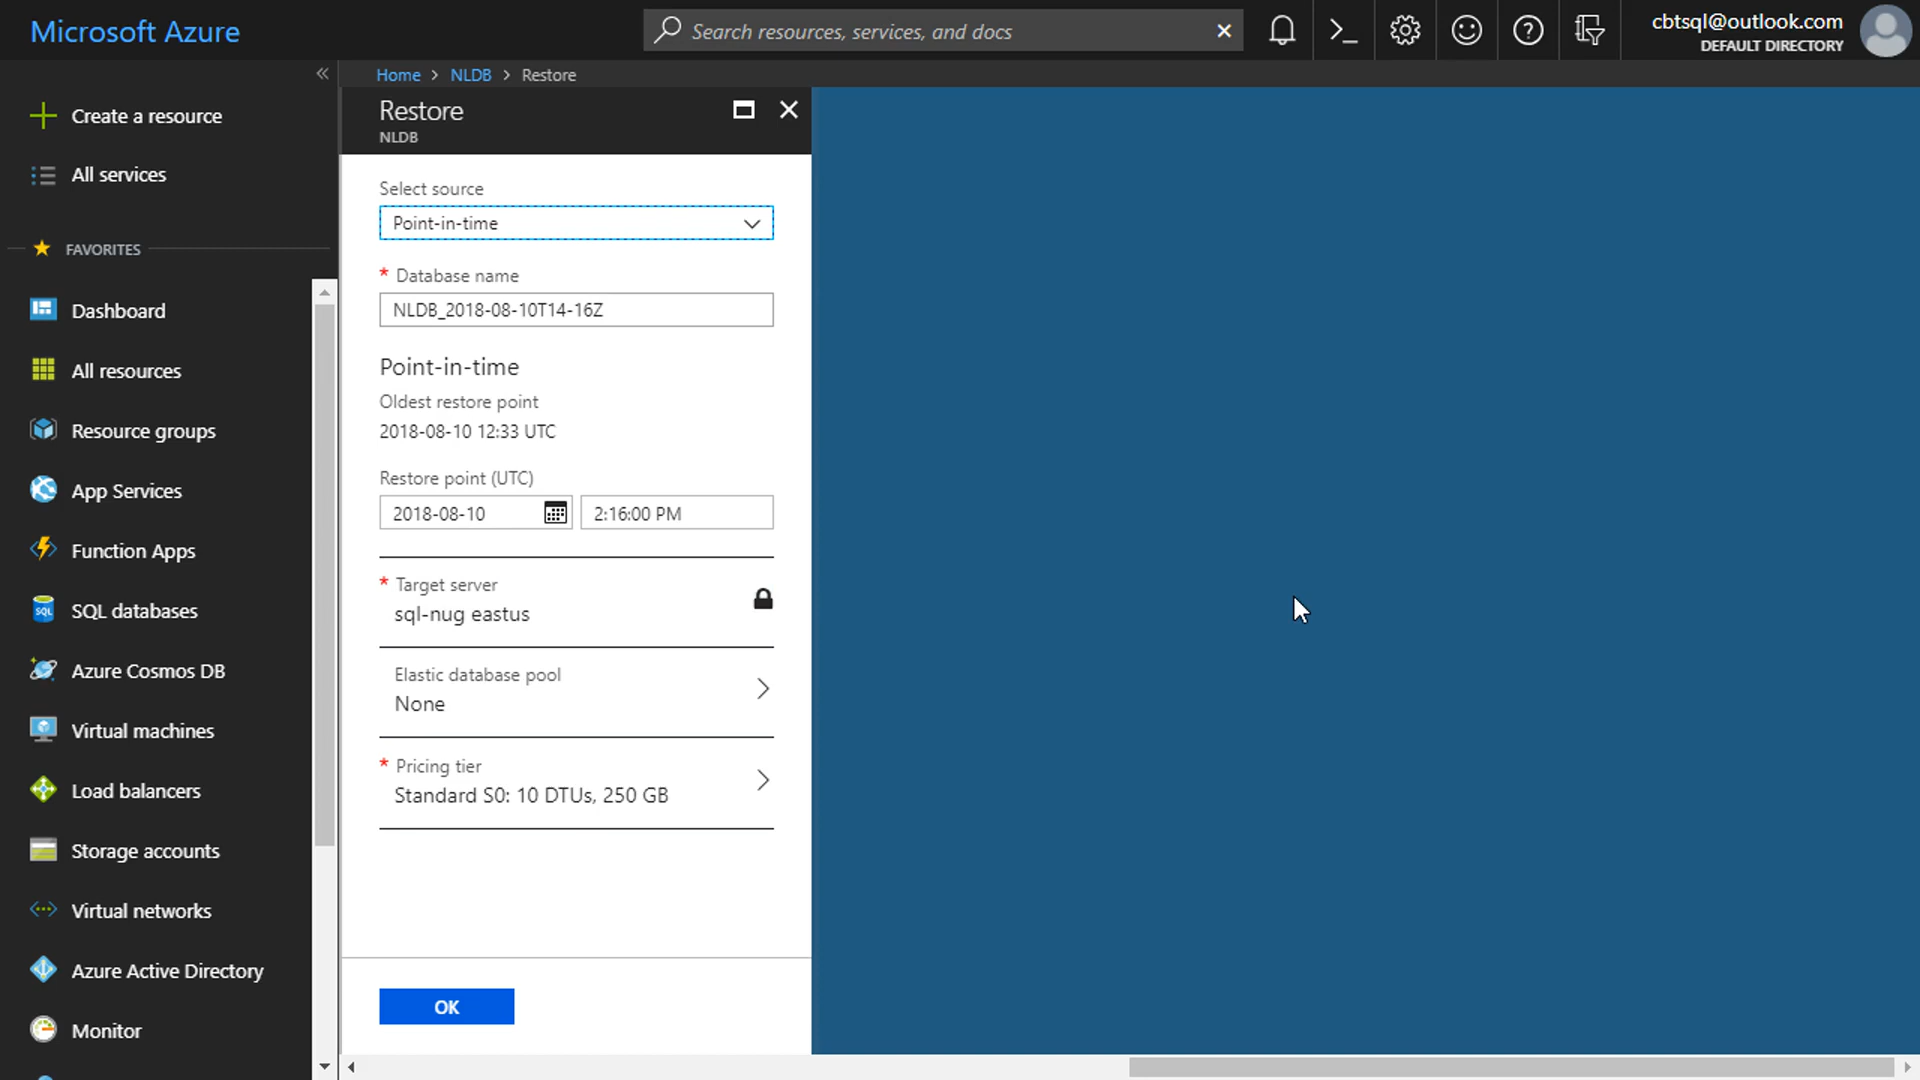 Microsoft Azure
Search resources, services, and docs
cbtsql@outlook.com
DEFAULT DIRECTORY
Home > NLDB > Restore
Create a resource
All services
FAVORITES
Dashboard
All resources
Resource groups
App Services
Function Apps
SQL databases
Azure Cosmos DB
Virtual machines
Load balancers
Storage accounts
Virtual networks
Azure Active Directory
Monitor
Restore
NLDB
Select source
Point-in-time
* Database name
NLDB_2018-08-10T14-16Z
Point-in-time
Oldest restore point
2018-08-10 12:33 UTC
Restore point (UTC)
2018-08-10 2:16:00 PM
* Target server
sql-nug eastus
Elastic database pool
None
* Pricing tier
Standard S0: 10 DTUs, 250 GB
OK